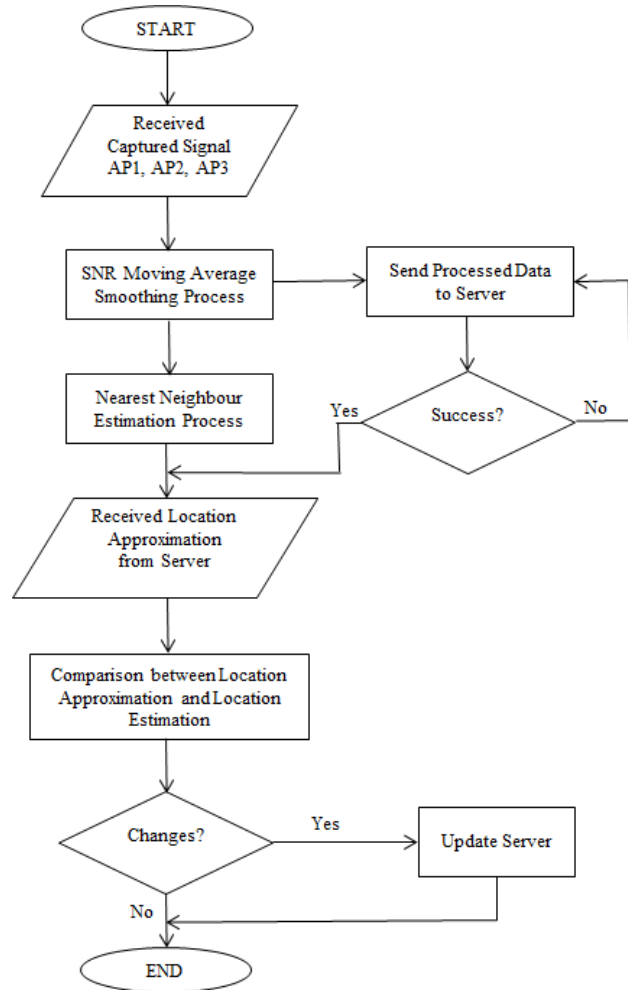 START
Received
Captured Signal
AP1, AP2, AP3
SNR Moving Average
Smoothing Process
Send Processed Data
to Server
Nearest Neighbour
Estimation Process
Yes
Success?
No
Received Location
Approximation
from Server
Comparison between Location
Approximation and Location
Estimation
Changes?
Yes
Update Server
No
END